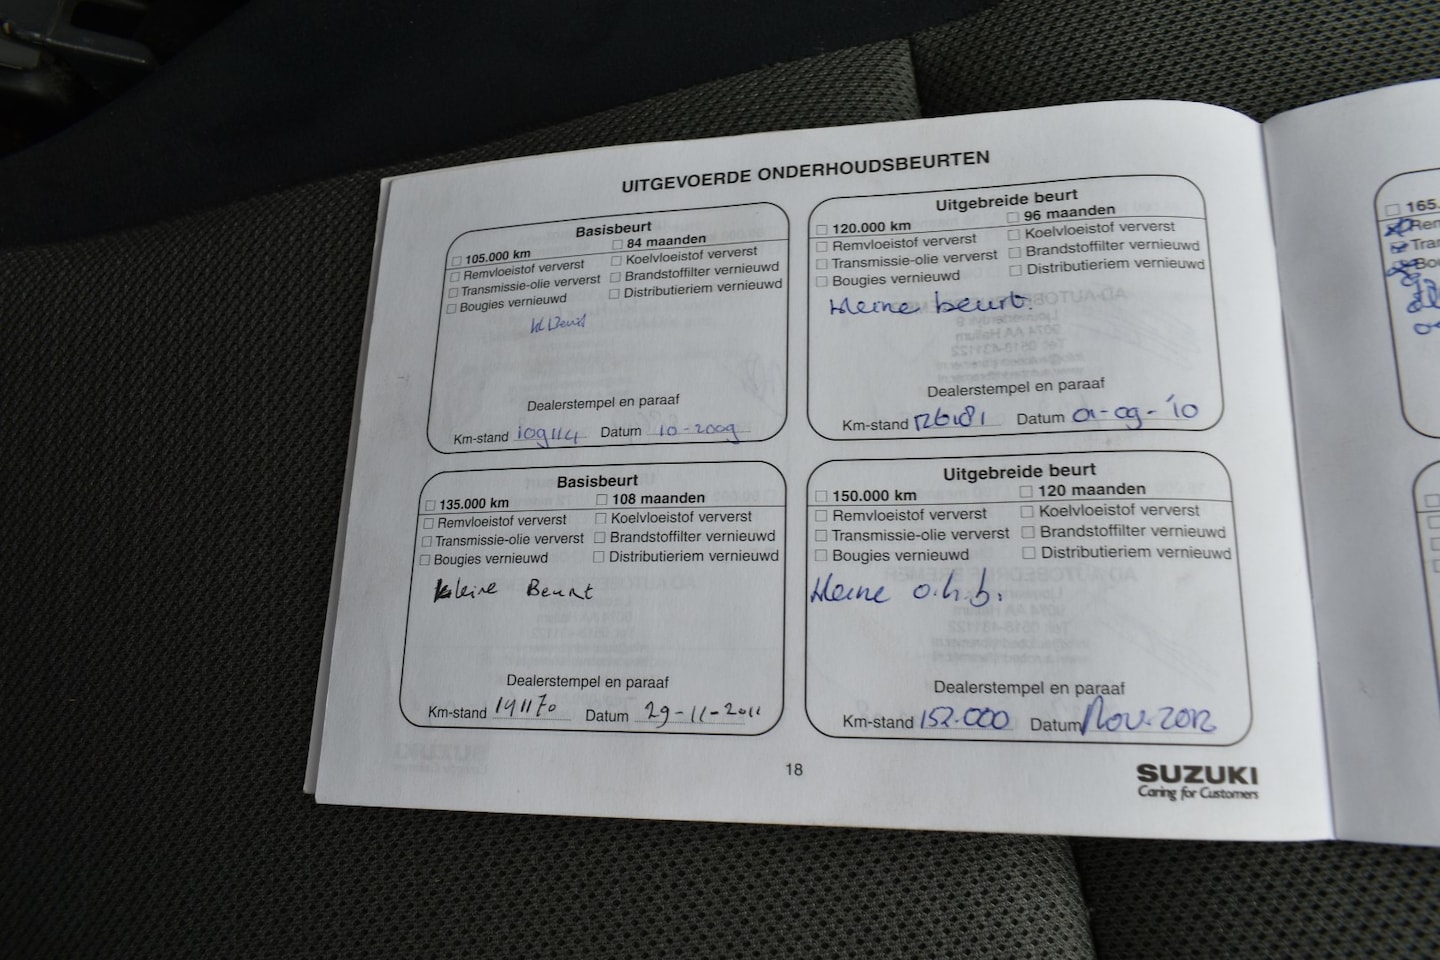 UITGEVOERDE ONDERHOUDSBEURTEN
Basisbeurt
105.000 km 84 maanden
Remvloeistof ververst Koelvloeistof ververst
Transmissie-olie ververst Brandstoffilter vernieuwd
Bougies vernieuwd Distributieriem vernieuwd
kl Beurt
Dealerstempel en paraaf
Km-stand 109114 Datum 10-2009
Uitgebreide beurt
120.000 km 96 maanden
Remvloeistof ververst Koelvloeistof ververst
Transmissie-olie ververst Brandstoffilter vernieuwd
Bougies vernieuwd Distributieriem vernieuwd
kleine beurt.
Dealerstempel en paraaf
Km-stand 126181 Datum 01-09-'10
Basisbeurt
135.000 km 108 maanden
Remvloeistof ververst Koelvloeistof ververst
Transmissie-olie ververst Brandstoffilter vernieuwd
Bougies vernieuwd Distributieriem vernieuwd
kleine Beurt
Dealerstempel en paraaf
Km-stand 141170 Datum 29-11-2011
Uitgebreide beurt
150.000 km 120 maanden
Remvloeistof ververst Koelvloeistof ververst
Transmissie-olie ververst Brandstoffilter vernieuwd
Bougies vernieuwd Distributieriem vernieuwd
kleine o.h.b.
Dealerstempel en paraaf
Km-stand 152.000 Datum Nov. 2012
18
SUZUKI
Caring for Customers
165.